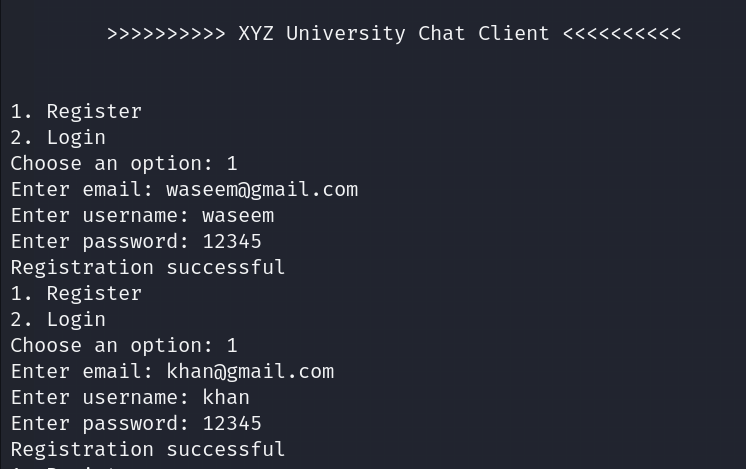 >>>>>>>>>> XYZ University Chat Client <<<<<<<<<<
1. Register
2. Login
Choose an option: 1
Enter email: waseem@gmail.com
Enter username: waseem
Enter password: 12345
Registration successful
1. Register
2. Login
Choose an option: 1
Enter email: khan@gmail.com
Enter username: khan
Enter password: 12345
Registration successful